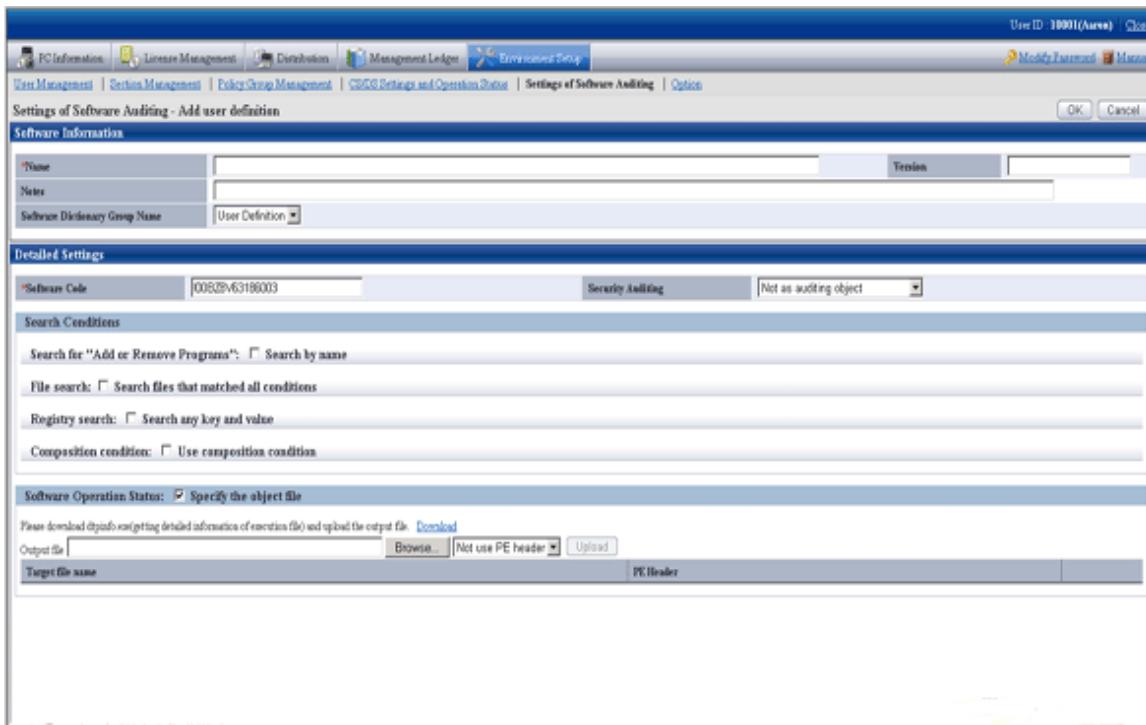 User ID : 10001(Aaron) Close
PC Information License Management Distribution Management Ledger Environment Setup Modify Password
User Management | Section Management | Policy Group Management | CS/DS Settings and Operation Status | Settings of Software Auditing | Option
Settings of Software Auditing - Add user definition OK Cancel
Software Information
*Name Version
Notes
Software Dictionary Group Name User Definition
Detailed Settings
*Software Code I00BZBV63186003 Security Auditing Not as auditing object
Search Conditions
Search for "Add or Remove Programs": Search by name
File search: Search files that matched all conditions
Registry search: Search any key and value
Composition condition: Use composition condition
Software Operation Status: Specify the object file
Please download dtpinfo.exe(getting detailed information of execution file) and upload the output file. Download
Output file Browse... Not use PE header Upload
Target file name PE Header